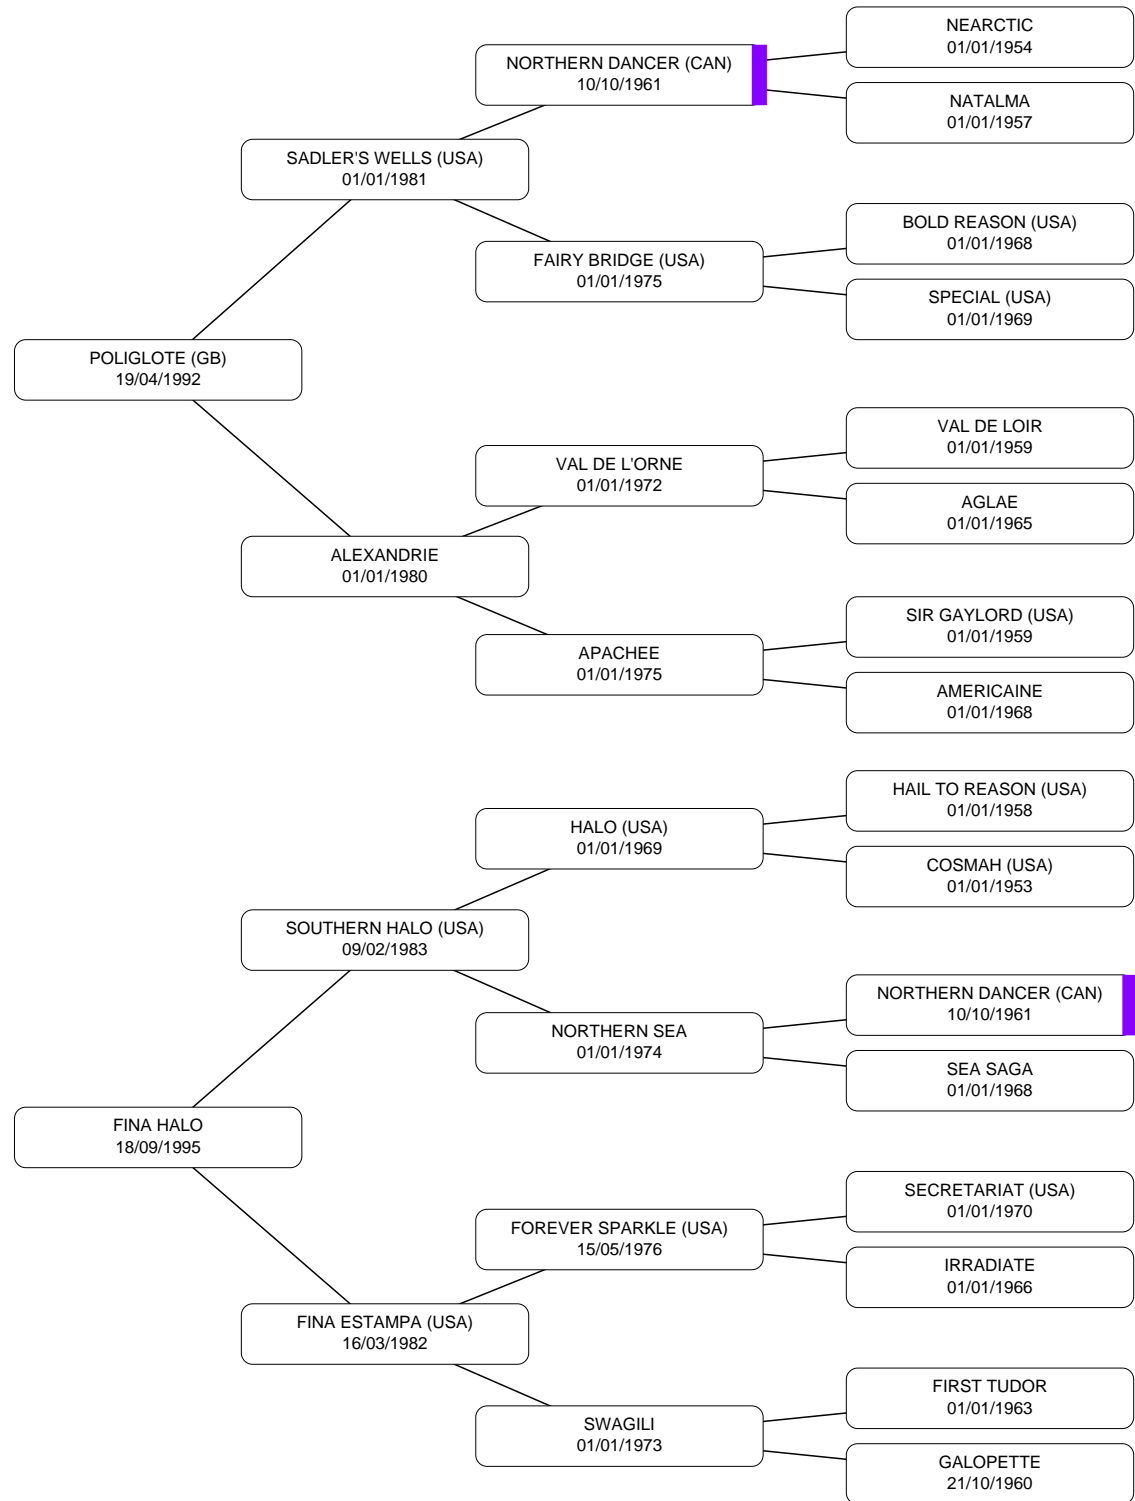 NEARCTIC
01/01/1954
NORTHERN DANCER (CAN)
10/10/1961
NATALMA
01/01/1957
SADLER'S WELLS (USA)
01/01/1981
BOLD REASON (USA)
01/01/1968
FAIRY BRIDGE (USA)
01/01/1975
SPECIAL (USA)
01/01/1969
POLIGLOTE (GB)
19/04/1992
VAL DE LOIR
01/01/1959
VAL DE L'ORNE
01/01/1972
AGLAE
01/01/1965
ALEXANDRIE
01/01/1980
SIR GAYLORD (USA)
01/01/1959
APACHEE
01/01/1975
AMERICAINE
01/01/1968
HAIL TO REASON (USA)
01/01/1958
HALO (USA)
01/01/1969
COSMAH (USA)
01/01/1953
SOUTHERN HALO (USA)
09/02/1983
NORTHERN DANCER (CAN)
10/10/1961
NORTHERN SEA
01/01/1974
SEA SAGA
01/01/1968
FINA HALO
18/09/1995
SECRETARIAT (USA)
01/01/1970
FOREVER SPARKLE (USA)
15/05/1976
IRRADIATE
01/01/1966
FINA ESTAMPA (USA)
16/03/1982
FIRST TUDOR
01/01/1963
SWAGILI
01/01/1973
GALOPETTE
21/10/1960